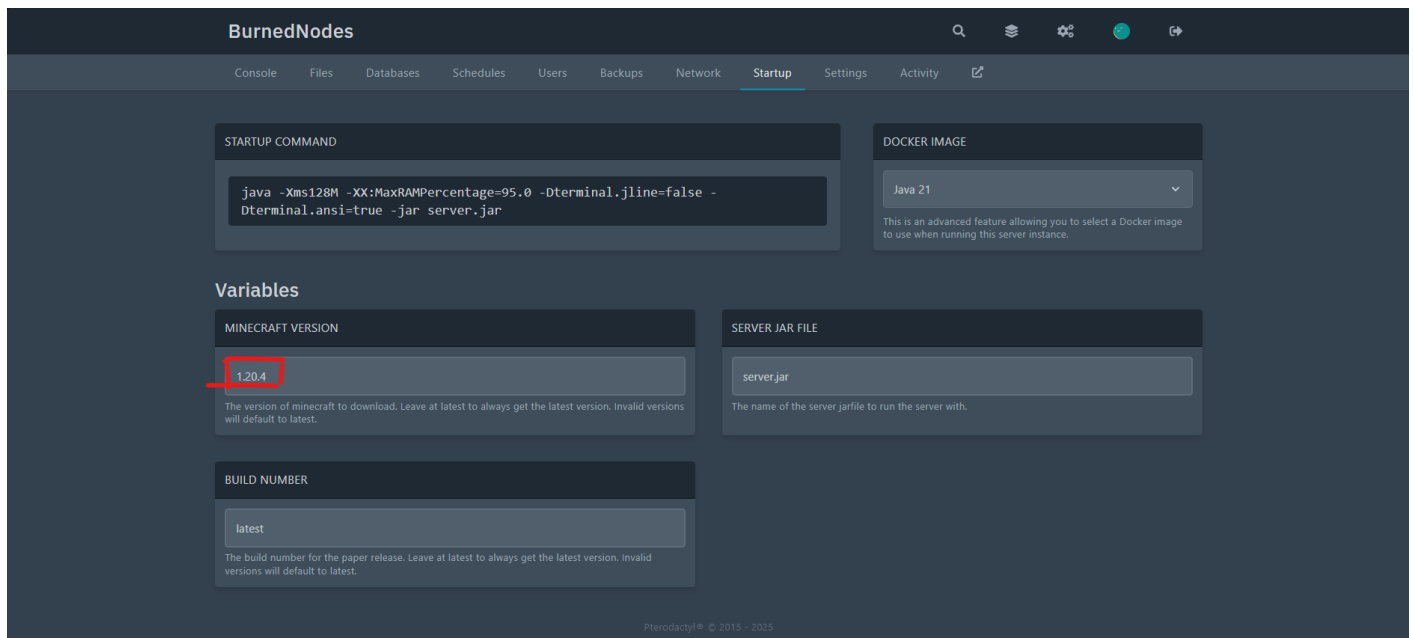 BurnedNodes
Console Files Databases Schedules Users Backups Network Startup Settings Activity
STARTUP COMMAND
java -Xms128M -XX:MaxRAMPercentage=95.0 -Dterminal.jline=false -
Dterminal.ansi=true -jar server.jar
DOCKER IMAGE
Java 21
This is an advanced feature allowing you to select a Docker image
to use when running this server instance.
Variables
MINECRAFT VERSION
1.20.4
The version of minecraft to download. Leave at latest to always get the latest version. Invalid versions
will default to latest.
SERVER JAR FILE
server.jar
The name of the server jarfile to run the server with.
BUILD NUMBER
latest
The build number for the paper release. Leave at latest to always get the latest version. Invalid
versions will default to latest.
Pterodactyl® © 2015 - 2025